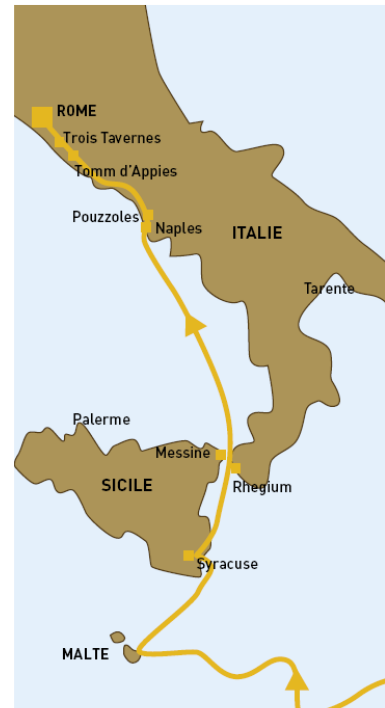 ROME
Trois Tavernes
Tomm d'Appies
Pouzzoles
Naples
ITALIE
Tarente
Palerme
Messine
SICILE
Rhegium
Syracuse
MALTE